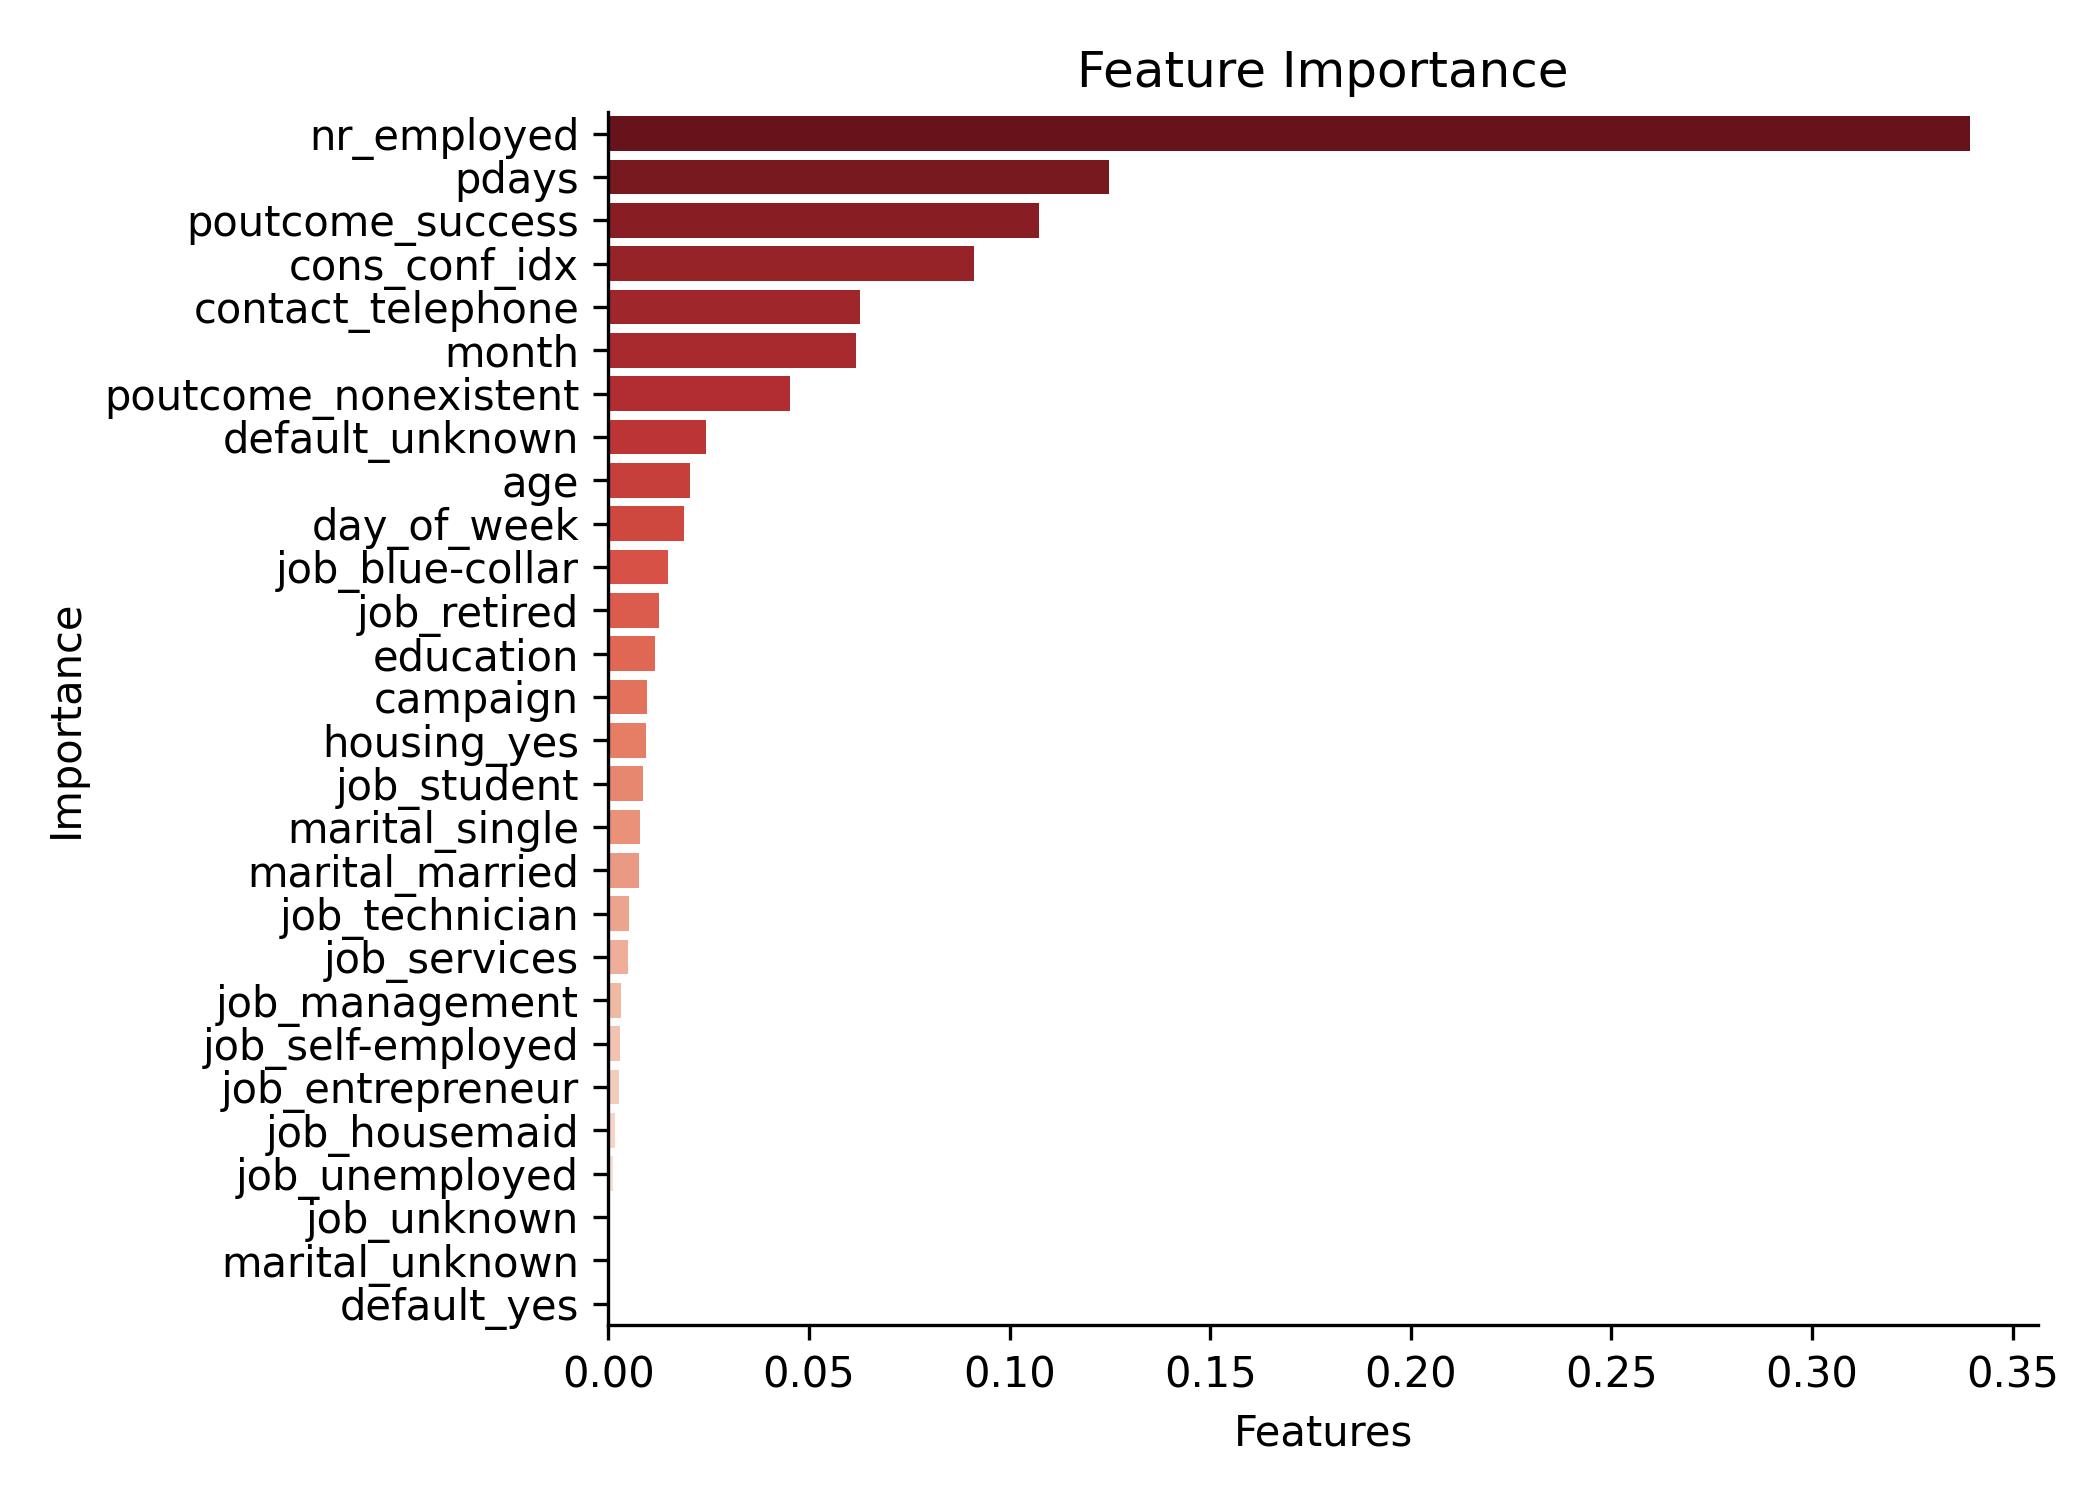 Feature Importance
nr_employed
pdays
poutcome_success
cons_conf_idx
contact_telephone
month
poutcome_nonexistent
default_unknown
age
day_of_week
job_blue-collar
job_retired
education
campaign
housing_yes
job_student
marital_single
marital_married
job_technician
job_services
job_management
job_self-employed
job_entrepreneur
job_housemaid
job_unemployed
job_unknown
marital_unknown
default_yes
Importance
0.00 0.05 0.10 0.15 0.20 0.25 0.30 0.35
Features